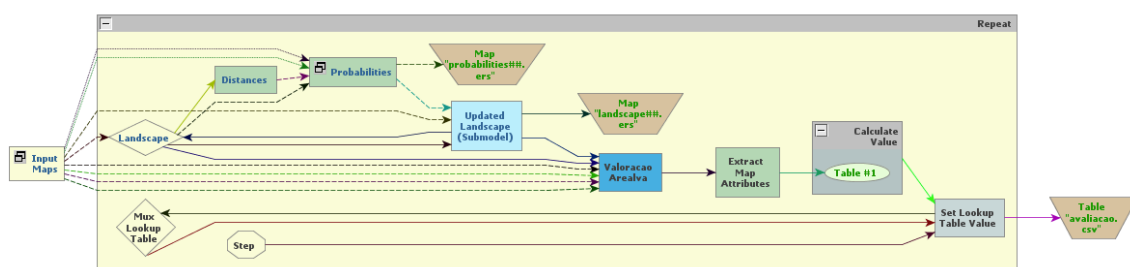 Repeat
Map
"probabilities##.
ers"
Distances
Probabilities
Map
"landscape##.
ers"
Updated
Landscape
(Submodel)
Landscape
Calculate
Value
Input
Maps
Valoracao
Arealva
Extract
Map
Attributes
Table #1
Mux
Lookup
Table
Step
Set Lookup
Table Value
Table
"avaliacao.
csv"